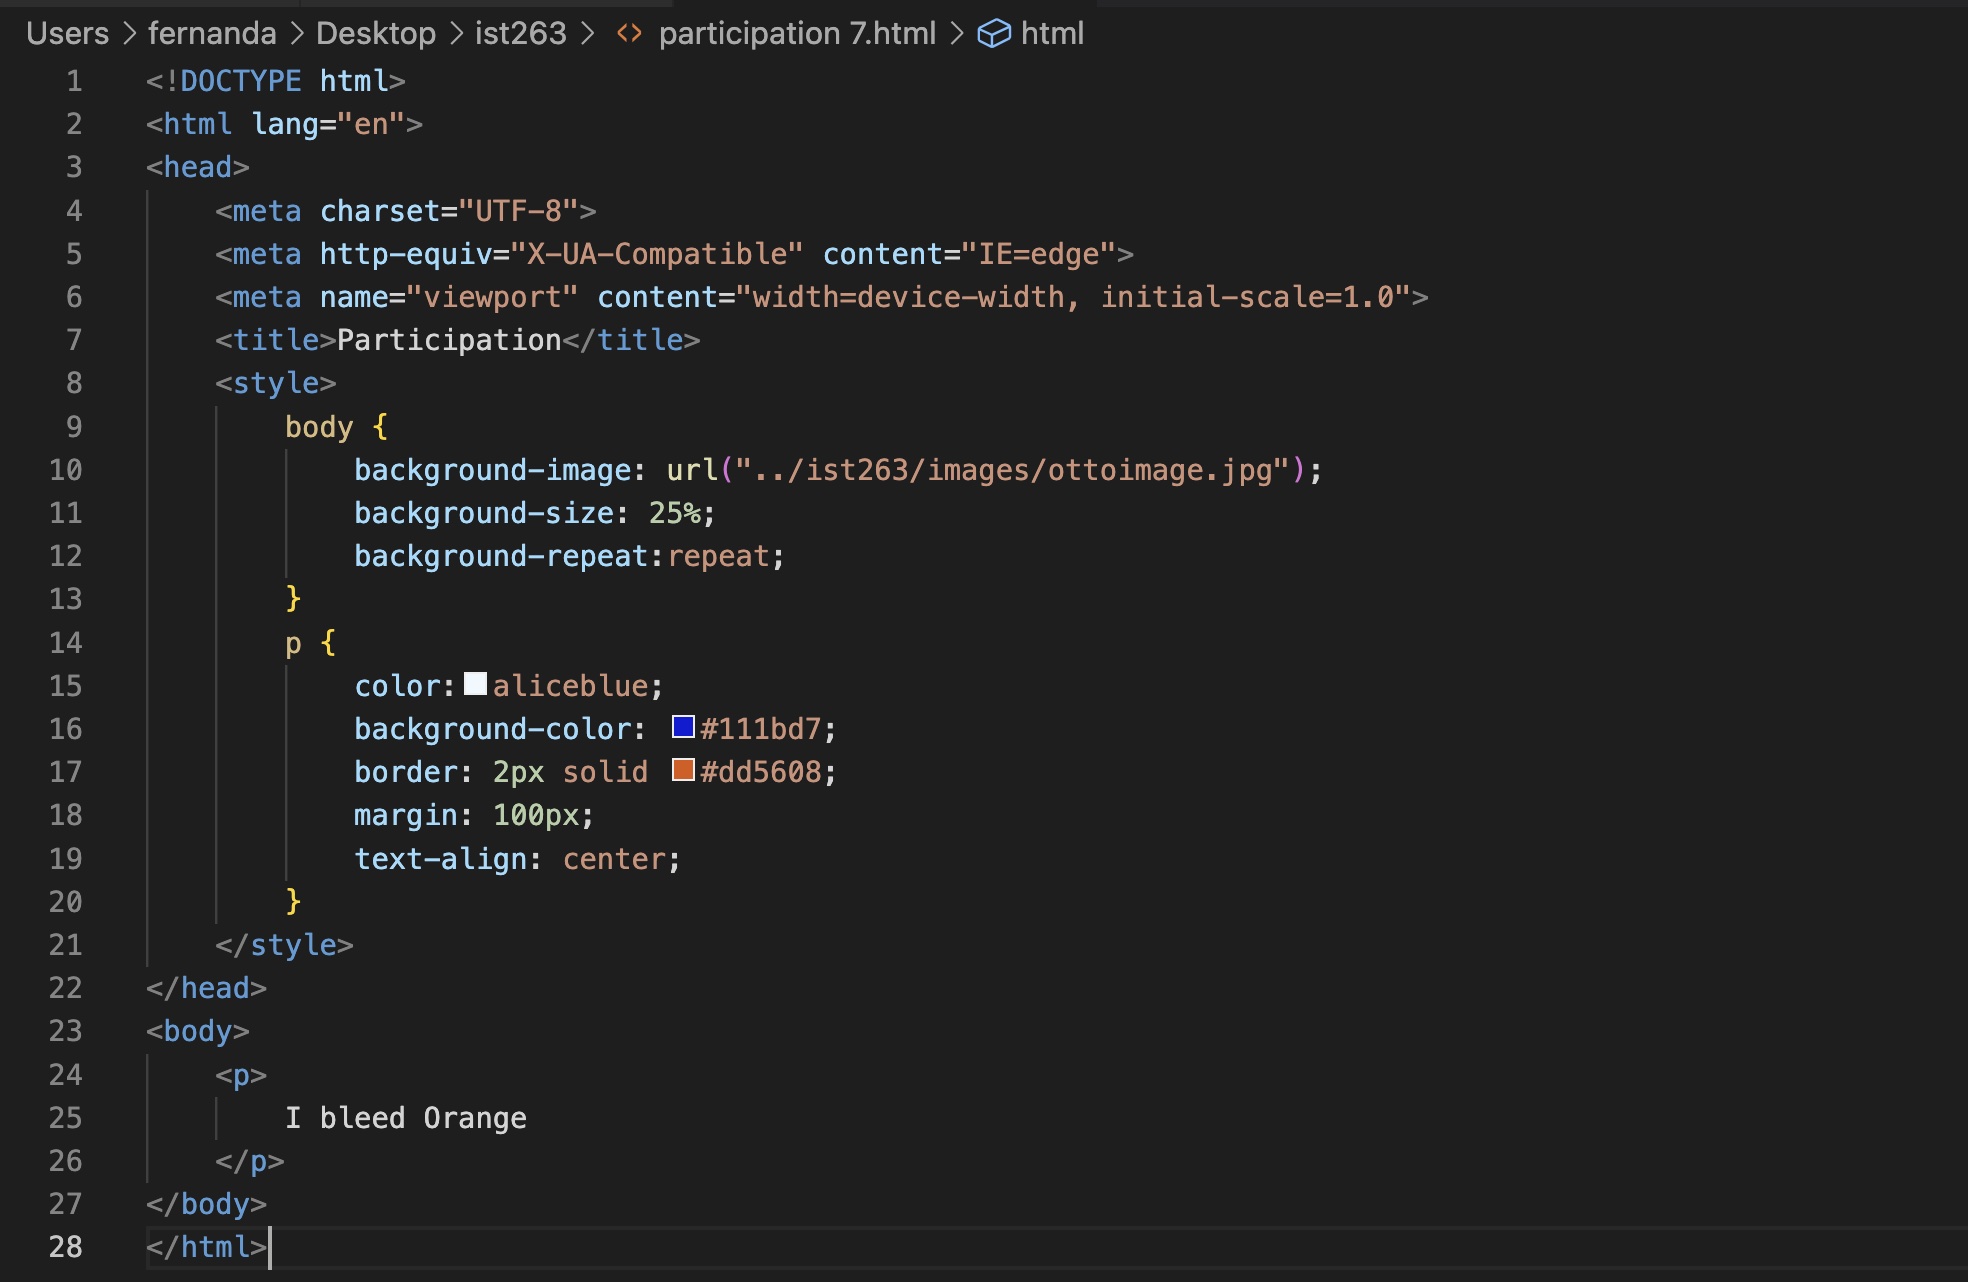 Users > fernanda > Desktop > ist263 > <> participation 7.html > html
1 <!DOCTYPE html>
2 <html lang="en">
3 <head>
4     <meta charset="UTF-8">
5     <meta http-equiv="X-UA-Compatible" content="IE=edge">
6     <meta name="viewport" content="width=device-width, initial-scale=1.0">
7     <title>Participation</title>
8     <style>
9         body {
10             background-image: url("../ist263/images/ottoimage.jpg");
11             background-size: 25%;
12             background-repeat:repeat;
13         }
14         p {
15             color:aliceblue;
16             background-color: #111bd7;
17             border: 2px solid #dd5608;
18             margin: 100px;
19             text-align: center;
20         }
21     </style>
22 </head>
23 <body>
24     <p>
25         I bleed Orange
26     </p>
27 </body>
28 </html>